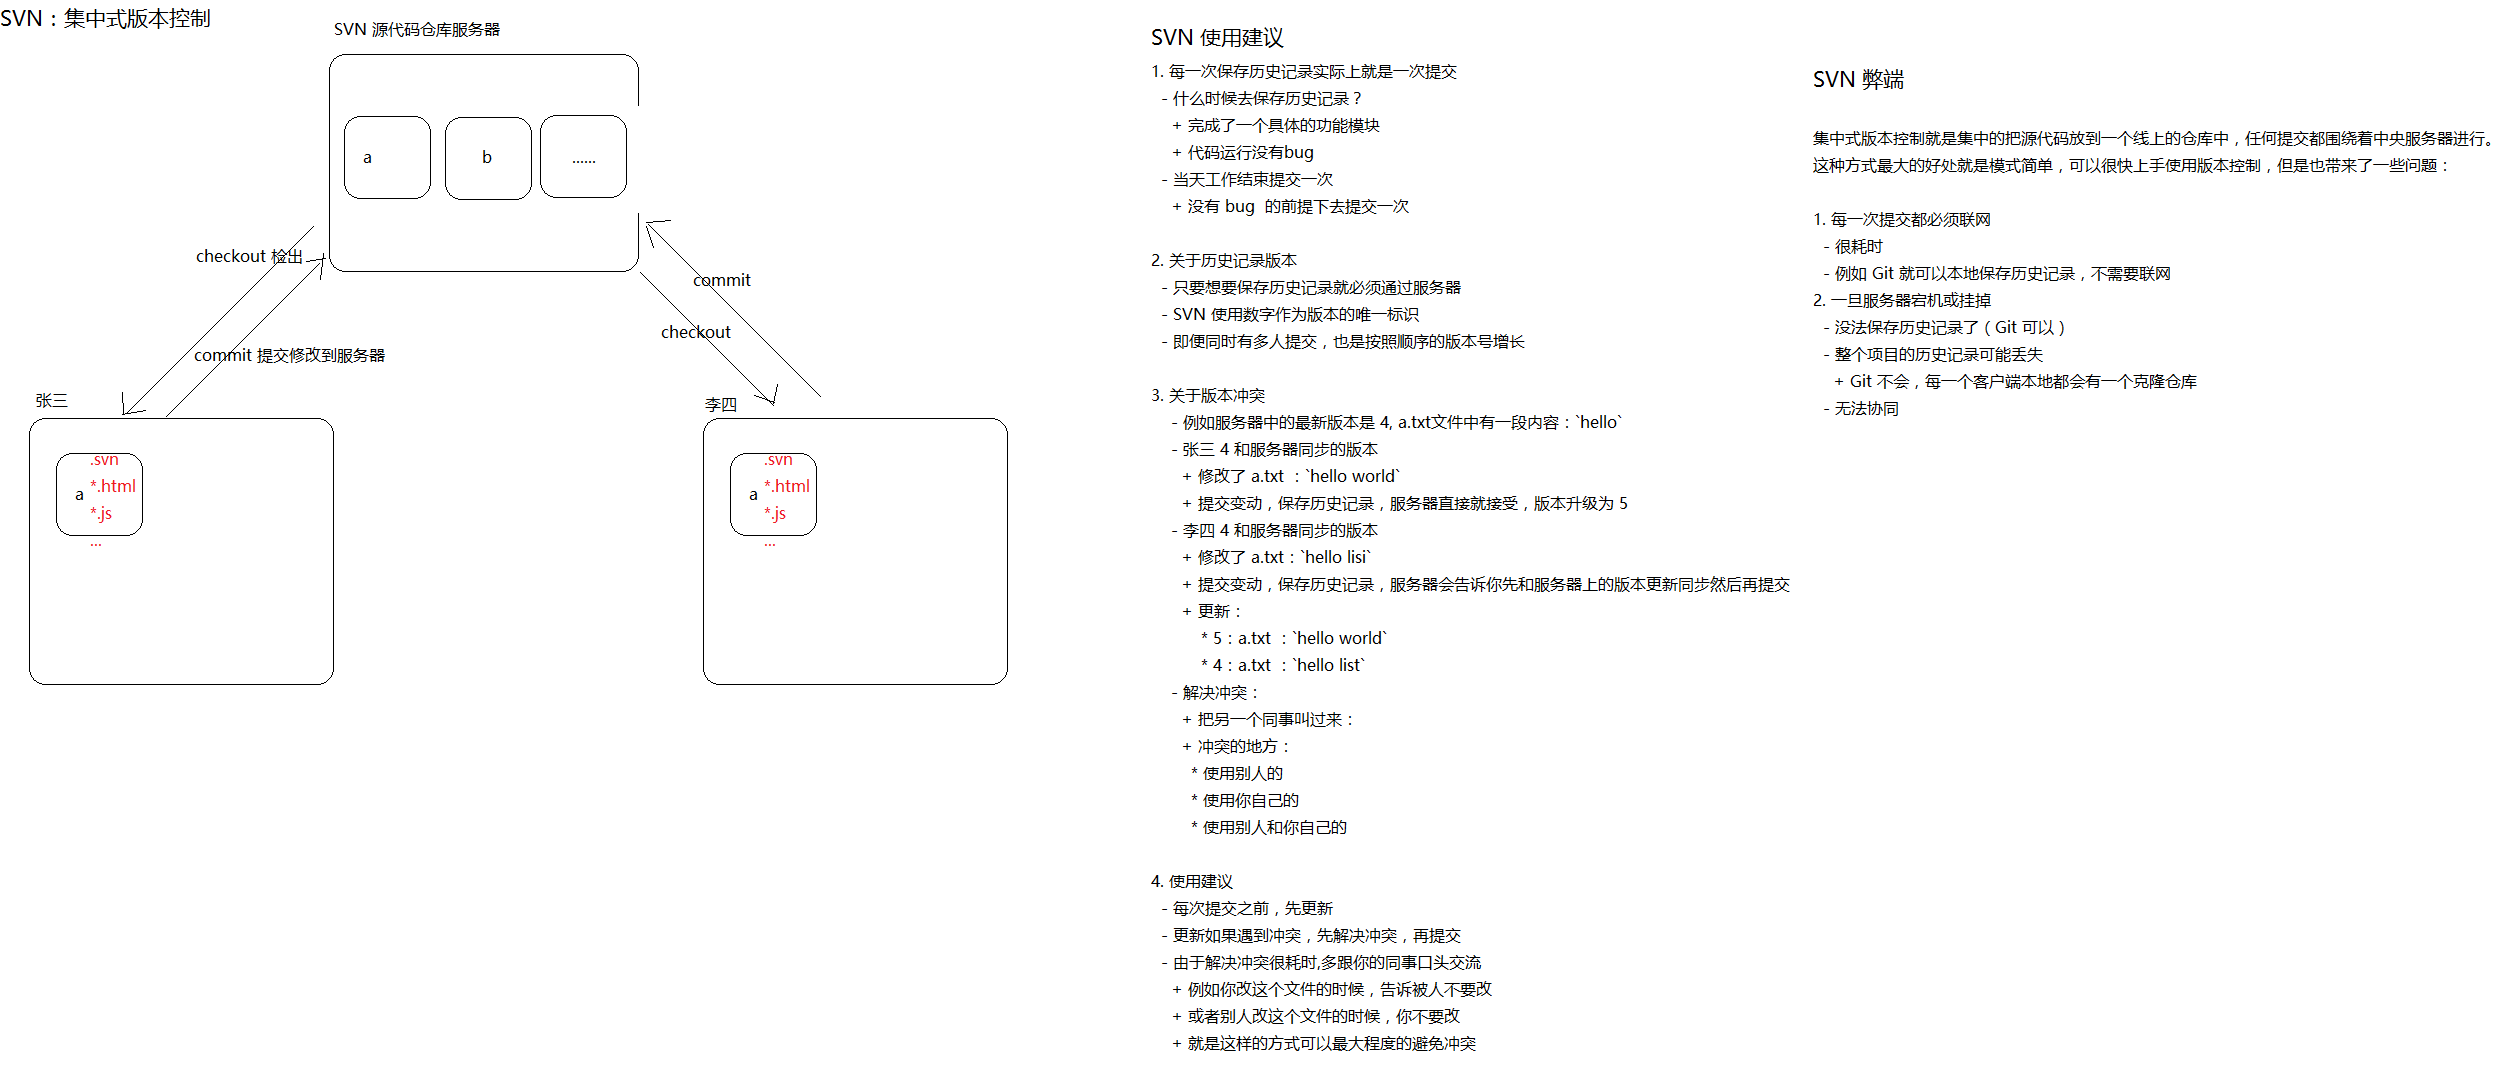 SVN：集中式版本控制
SVN 源代码仓库服务器
a
b
......
checkout 检出
commit 提交修改到服务器
commit
checkout
张三
.svn
a
*.html
*.js
...
李四
.svn
a
*.html
*.js
...
SVN 使用建议
1. 每一次保存历史记录实际上就是一次提交
- 什么时候去保存历史记录？
+ 完成了一个具体的功能模块
+ 代码运行没有bug
- 当天工作结束提交一次
+ 没有 bug 的前提下去提交一次
2. 关于历史记录版本
- 只要想要保存历史记录就必须通过服务器
- SVN 使用数字作为版本的唯一标识
- 即便同时有多人提交，也是按照顺序的版本号增长
3. 关于版本冲突
- 例如服务器中的最新版本是 4, a.txt文件中有一段内容：`hello`
- 张三 4 和服务器同步的版本
+ 修改了 a.txt ：`hello world`
+ 提交变动，保存历史记录，服务器直接就接受，版本升级为 5
- 李四 4 和服务器同步的版本
+ 修改了 a.txt：`hello lisi`
+ 提交变动，保存历史记录，服务器会告诉你先和服务器上的版本更新同步然后再提交
+ 更新：
* 5：a.txt ：`hello world`
* 4：a.txt ：`hello list`
- 解决冲突：
+ 把另一个同事叫过来：
+ 冲突的地方：
* 使用别人的
* 使用你自己的
* 使用别人和你自己的
4. 使用建议
- 每次提交之前，先更新
- 更新如果遇到冲突，先解决冲突，再提交
- 由于解决冲突很耗时,多跟你的同事口头交流
+ 例如你改这个文件的时候，告诉被人不要改
+ 或者别人改这个文件的时候，你不要改
+ 就是这样的方式可以最大程度的避免冲突
SVN 弊端
集中式版本控制就是集中的把源代码放到一个线上的仓库中，任何提交都围绕着中央服务器进行。
这种方式最大的好处就是模式简单，可以很快上手使用版本控制，但是也带来了一些问题：
1. 每一次提交都必须联网
- 很耗时
- 例如 Git 就可以本地保存历史记录，不需要联网
2. 一旦服务器宕机或挂掉
- 没法保存历史记录了（Git 可以）
- 整个项目的历史记录可能丢失
+ Git 不会，每一个客户端本地都会有一个克隆仓库
- 无法协同